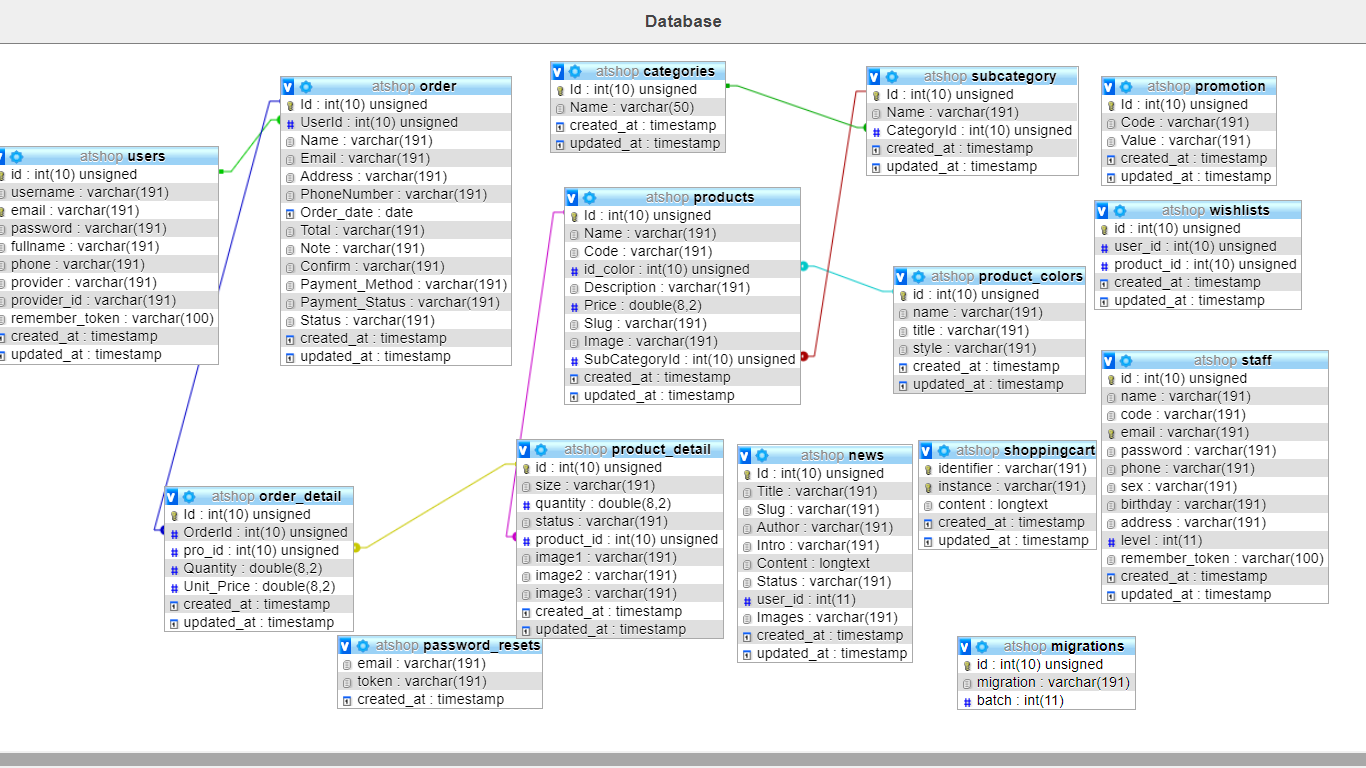 Database
atshop users
id : int(10) unsigned
username : varchar(191)
email : varchar(191)
password : varchar(191)
fullname : varchar(191)
phone : varchar(191)
provider : varchar(191)
provider_id : varchar(191)
remember_token : varchar(100)
created_at : timestamp
updated_at : timestamp
atshop order
Id : int(10) unsigned
UserId : int(10) unsigned
Name : varchar(191)
Email : varchar(191)
Address : varchar(191)
PhoneNumber : varchar(191)
Order_date : date
Total : varchar(191)
Note : varchar(191)
Confirm : varchar(191)
Payment_Method : varchar(191)
Payment_Status : varchar(191)
Status : varchar(191)
created_at : timestamp
updated_at : timestamp
atshop categories
Id : int(10) unsigned
Name : varchar(50)
created_at : timestamp
updated_at : timestamp
atshop subcategory
Id : int(10) unsigned
Name : varchar(191)
CategoryId : int(10) unsigned
created_at : timestamp
updated_at : timestamp
atshop promotion
Id : int(10) unsigned
Code : varchar(191)
Value : varchar(191)
created_at : timestamp
updated_at : timestamp
atshop products
Id : int(10) unsigned
Name : varchar(191)
Code : varchar(191)
id_color : int(10) unsigned
Description : varchar(191)
Price : double(8,2)
Slug : varchar(191)
Image : varchar(191)
SubCategoryId : int(10) unsigned
created_at : timestamp
updated_at : timestamp
atshop wishlists
id : int(10) unsigned
user_id : int(10) unsigned
product_id : int(10) unsigned
created_at : timestamp
updated_at : timestamp
atshop product_colors
id : int(10) unsigned
name : varchar(191)
title : varchar(191)
style : varchar(191)
created_at : timestamp
updated_at : timestamp
atshop staff
id : int(10) unsigned
name : varchar(191)
code : varchar(191)
email : varchar(191)
password : varchar(191)
phone : varchar(191)
sex : varchar(191)
birthday : varchar(191)
address : varchar(191)
level : int(11)
remember_token : varchar(100)
created_at : timestamp
updated_at : timestamp
atshop order_detail
Id : int(10) unsigned
OrderId : int(10) unsigned
pro_id : int(10) unsigned
Quantity : double(8,2)
Unit_Price : double(8,2)
created_at : timestamp
updated_at : timestamp
atshop product_detail
id : int(10) unsigned
size : varchar(191)
quantity : double(8,2)
status : varchar(191)
product_id : int(10) unsigned
image1 : varchar(191)
image2 : varchar(191)
image3 : varchar(191)
created_at : timestamp
updated_at : timestamp
atshop news
Id : int(10) unsigned
Title : varchar(191)
Slug : varchar(191)
Author : varchar(191)
Intro : varchar(191)
Content : longtext
Status : varchar(191)
user_id : int(11)
Images : varchar(191)
created_at : timestamp
updated_at : timestamp
atshop shoppingcart
identifier : varchar(191)
instance : varchar(191)
content : longtext
created_at : timestamp
updated_at : timestamp
atshop password_resets
email : varchar(191)
token : varchar(191)
created_at : timestamp
atshop migrations
id : int(10) unsigned
migration : varchar(191)
batch : int(11)